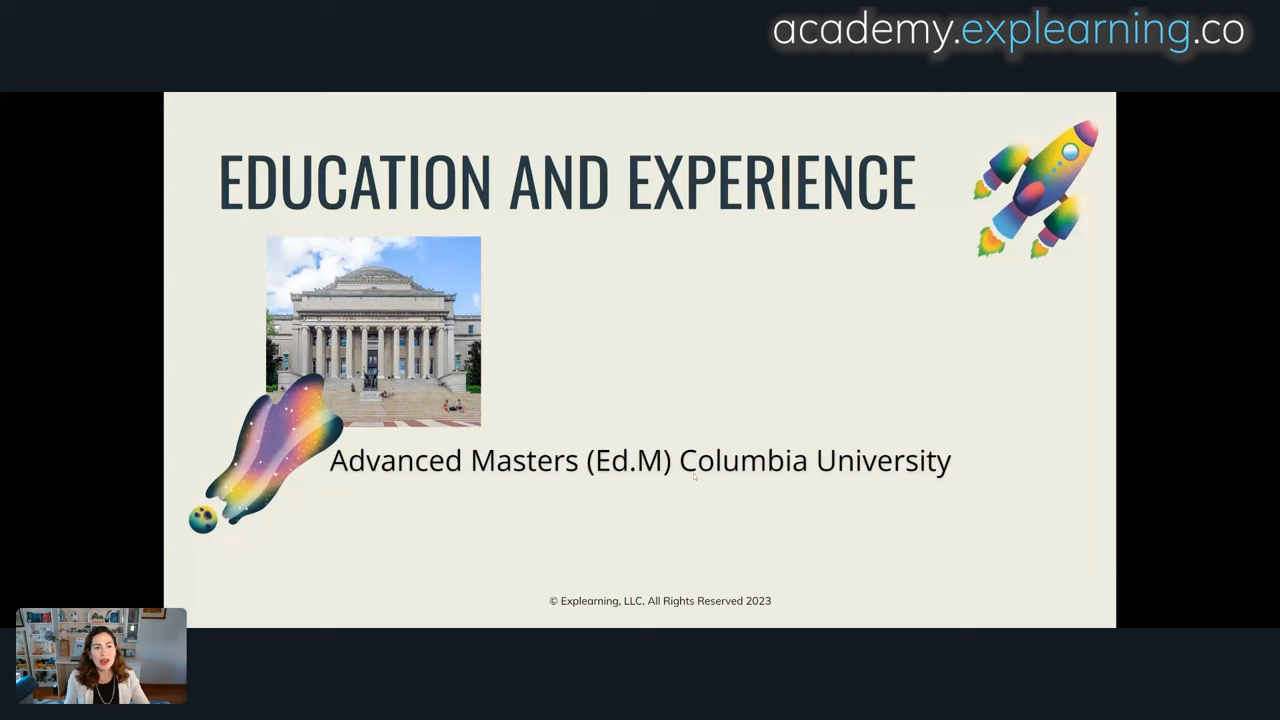 academy.explearning.co
EDUCATION AND EXPERIENCE
Advanced Masters (Ed.M) Columbia University
© Explearning, LLC, All Rights Reserved 2023